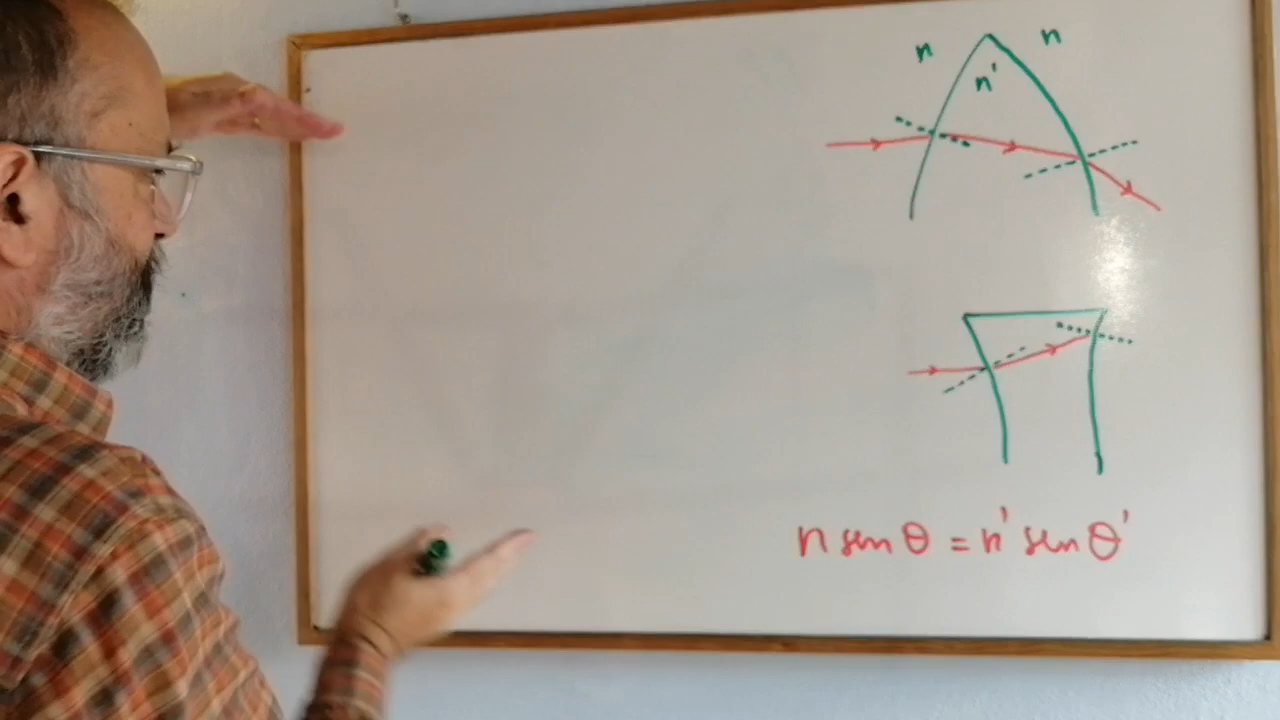 n n
n'
n sen θ = n' sen θ'